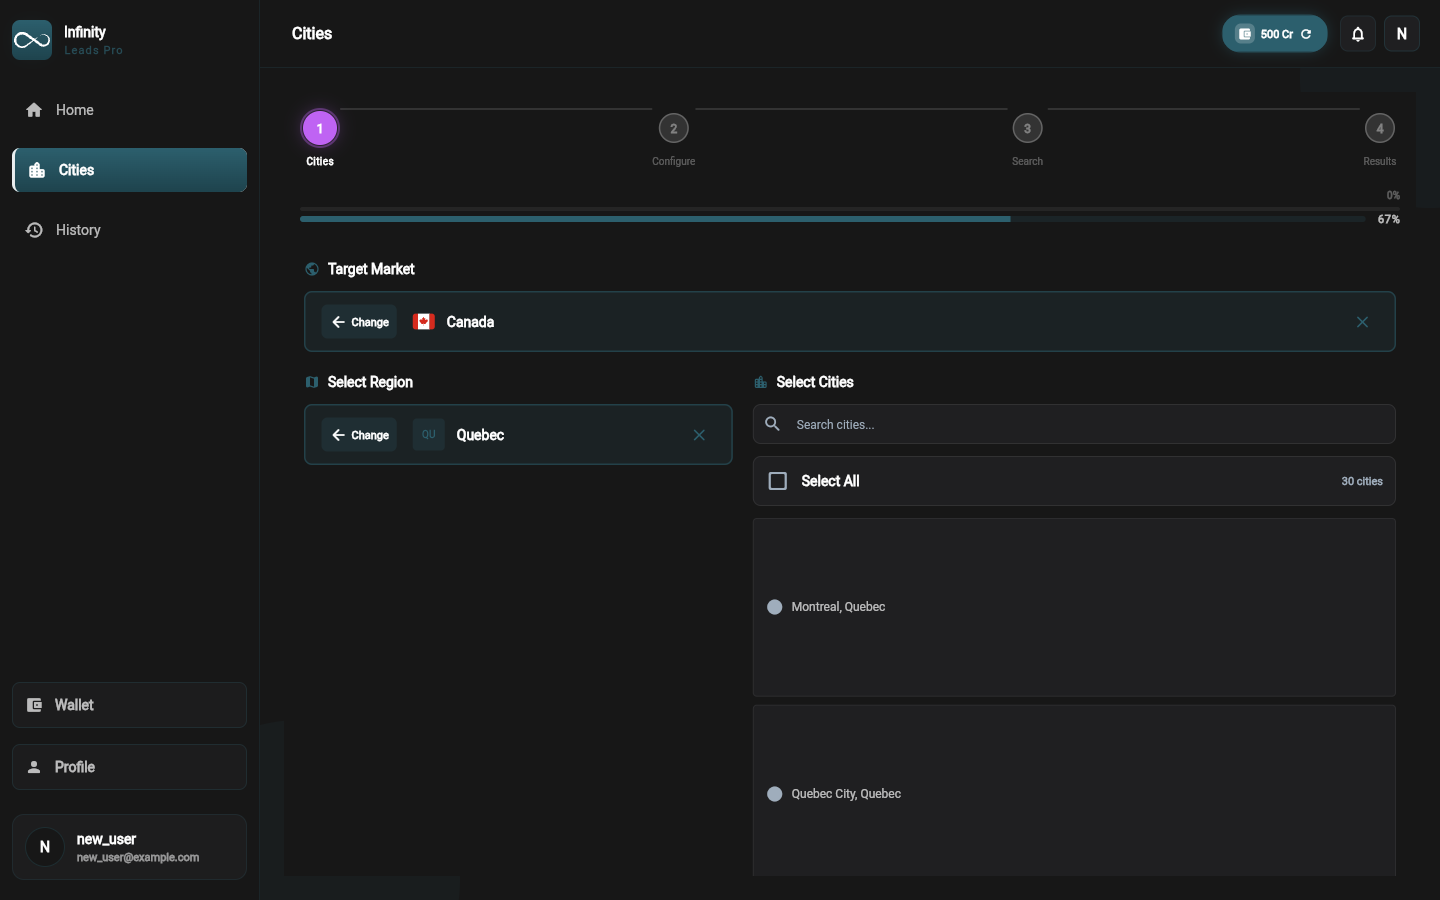 Infinity
Leads Pro
Home
Cities
History
Wallet
Profile
N
new_user
new_user@example.com
Cities
500 Cr
N
1
Cities
2
Configure
3
Search
4
Results
0%
67%
Target Market
Change
Canada
Select Region
Change
QU
Quebec
Select Cities
Search cities...
Select All
30 cities
Montreal, Quebec
Quebec City, Quebec